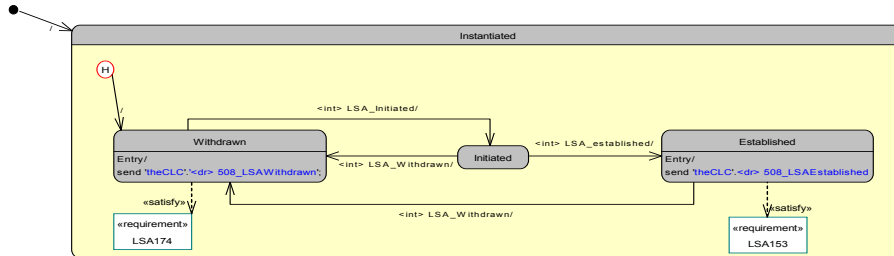 /
Instantiated
H
/
<int> LSA_Initiated/
Withdrawn
Entry/
send 'theCLC'.'<dr> 508_LSAWithdrawn';
<int> LSA_Withdrawn/
Initiated
<int> LSA_established/
Established
Entry/
send 'theCLC'.<dr> 508_LSAEstablished
<int> LSA_Withdrawn/
«satisfy»
«requirement»
LSA174
«satisfy»
«requirement»
LSA153